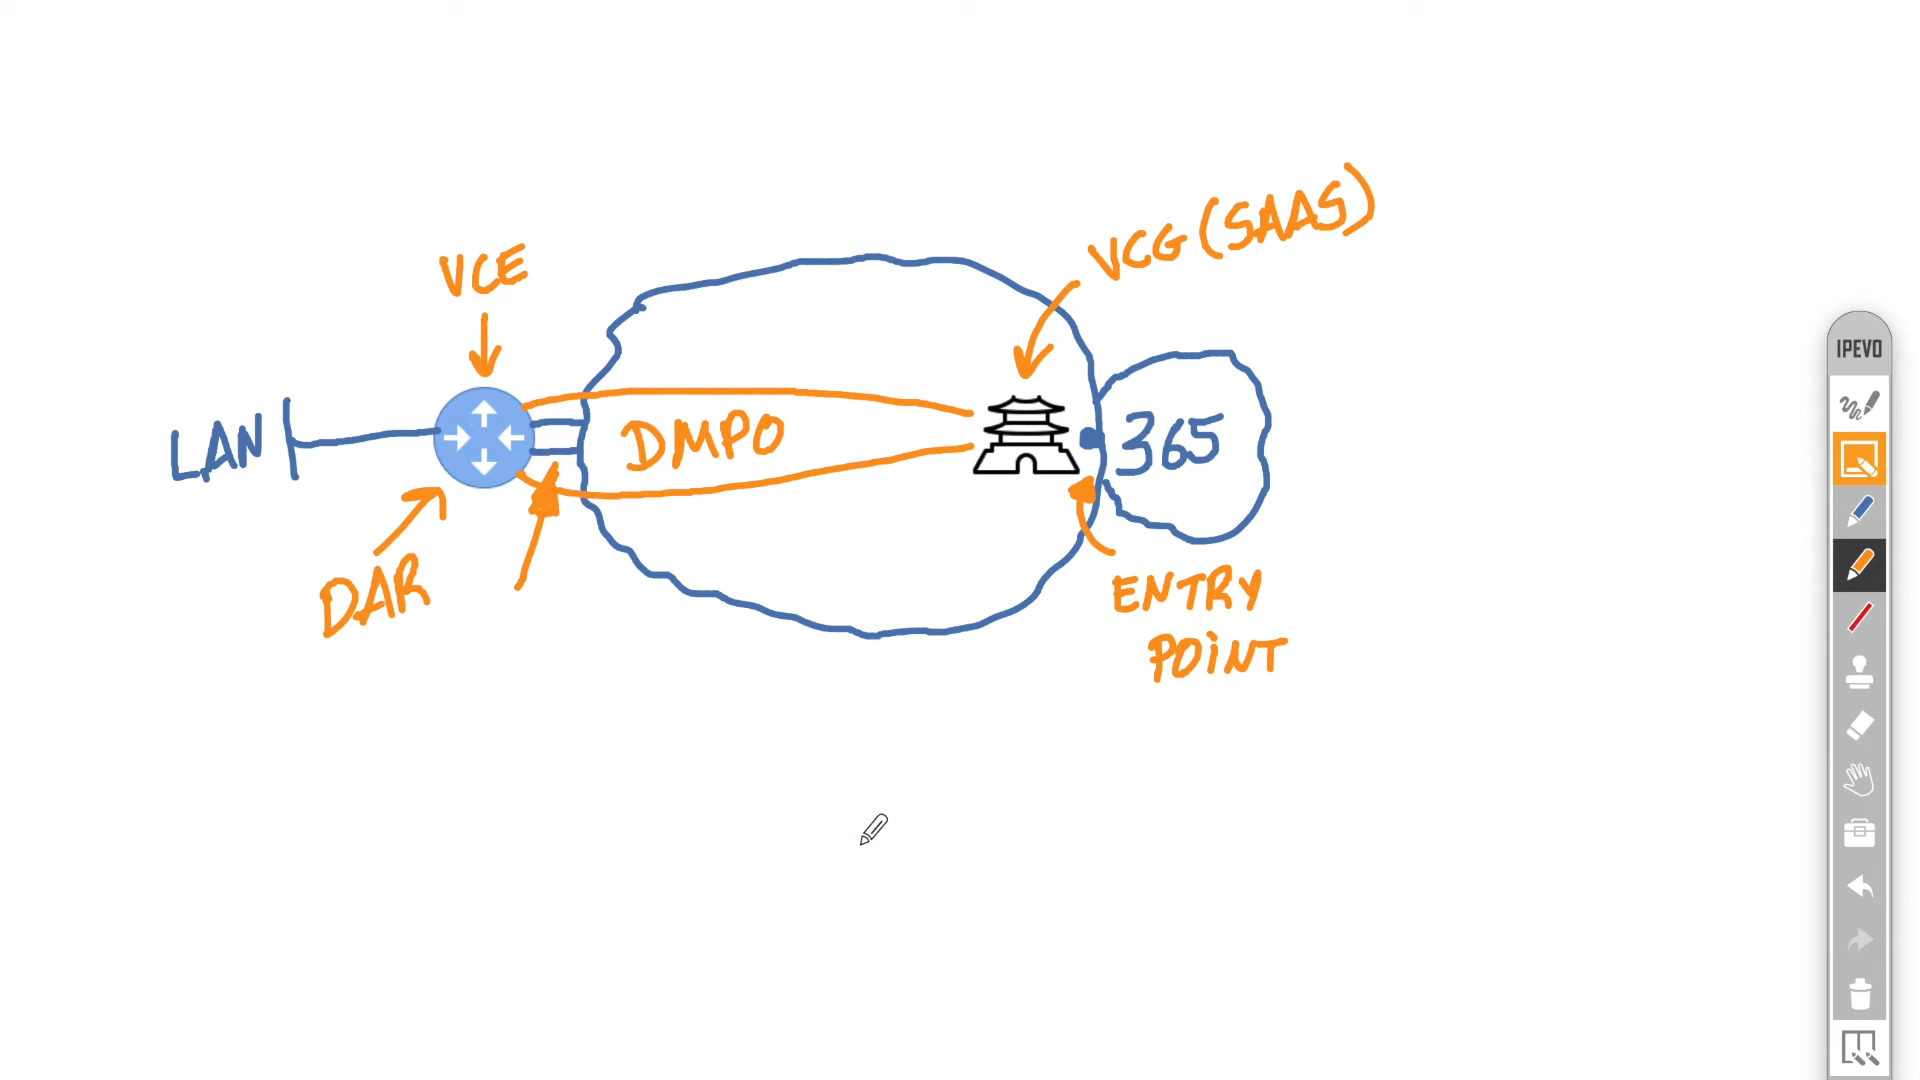 VCG (SAAS)
VCE
IPEVO
LAN
DMPO
365
DAR
ENTRY
POINT